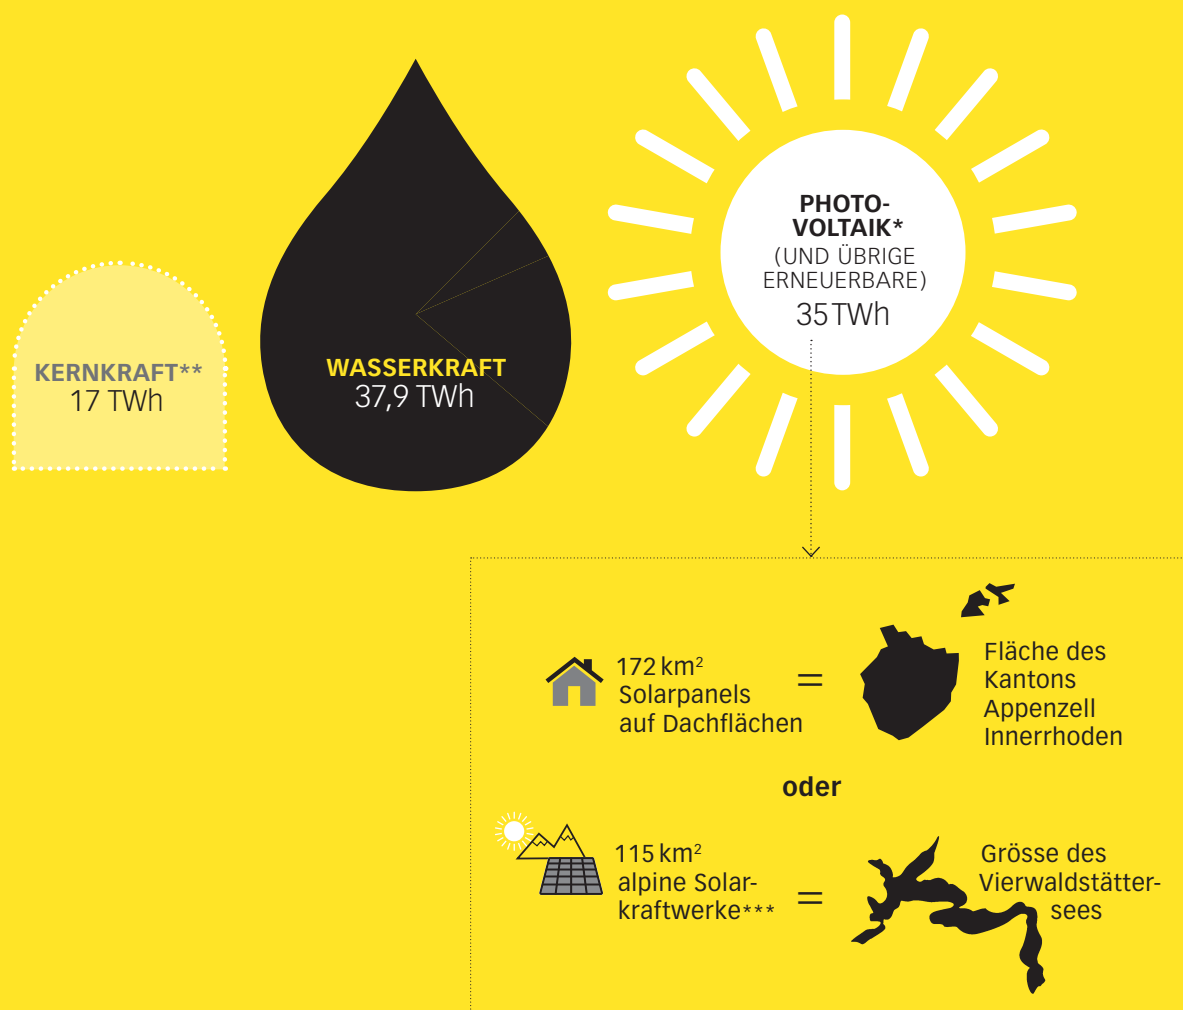 PHOTO-
VOLTAIK*
(UND ÜBRIGE
ERNEUERBARE)
35 TWh
WASSERKRAFT
37,9 TWh
KERNKRAFT**
17 TWh
172 km²
Solarpanels
auf Dachflächen
=
Fläche des
Kantons
Appenzell
Innerrhoden
oder
115 km²
alpine Solar-
kraftwerke***
=
Grösse des
Vierwaldstätter-
sees